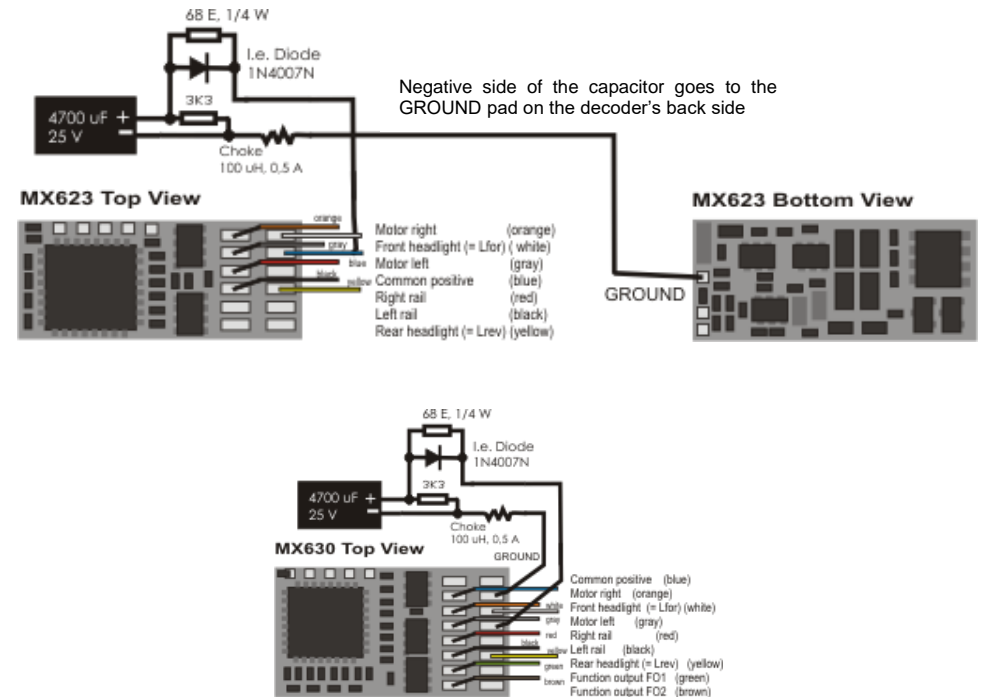 68 E, 1/4 W
I.e. Diode
1N4007N
Negative side of the capacitor goes to the
GROUND pad on the decoder's back side
3K3
4700 uF +
25 V –
Choke
100 uH, 0,5 A
MX623 Top View
MX623 Bottom View
orange
Motor right (orange)
gray
Front headlight (= Lfor) ( white)
blue
Motor left (gray)
black
yellow
Common positive (blue)
Right rail (red)
Left rail (black)
Rear headlight (= Lrev) (yellow)
GROUND
68 E, 1/4 W
I.e. Diode
1N4007N
3K3
4700 uF +
25 V –
Choke
100 uH, 0,5 A
MX630 Top View
GROUND
Common positive (blue)
Motor right (orange)
white
Front headlight (= Lfor) (white)
gray
Motor left (gray)
red
Right rail (red)
black
yellow
Left rail (black)
green
Rear headlight (= Lrev) (yellow)
brown
Function output FO1 (green)
Function output FO2 (brown)